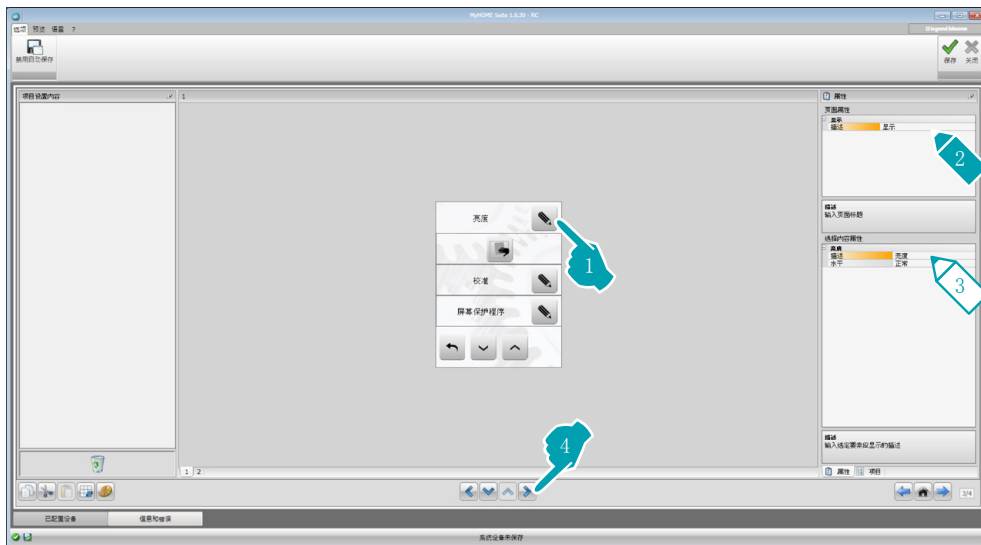 MyHOME Suite 1.6.30 - RC
选项 预览 语言 ?
禁用自动保存
保存 关闭
项目设置内容
1
属性
页面属性
显示
描述 显示
2
描述
输入页面标题
选择内容属性
亮度
描述 亮度
水平 正常
3
亮度
1
校准
屏幕保护程序
4
描述
输入选定要素应显示的描述
1 2
属性 项目
3/4
已配置设备 信息和错误
系统设备未保存